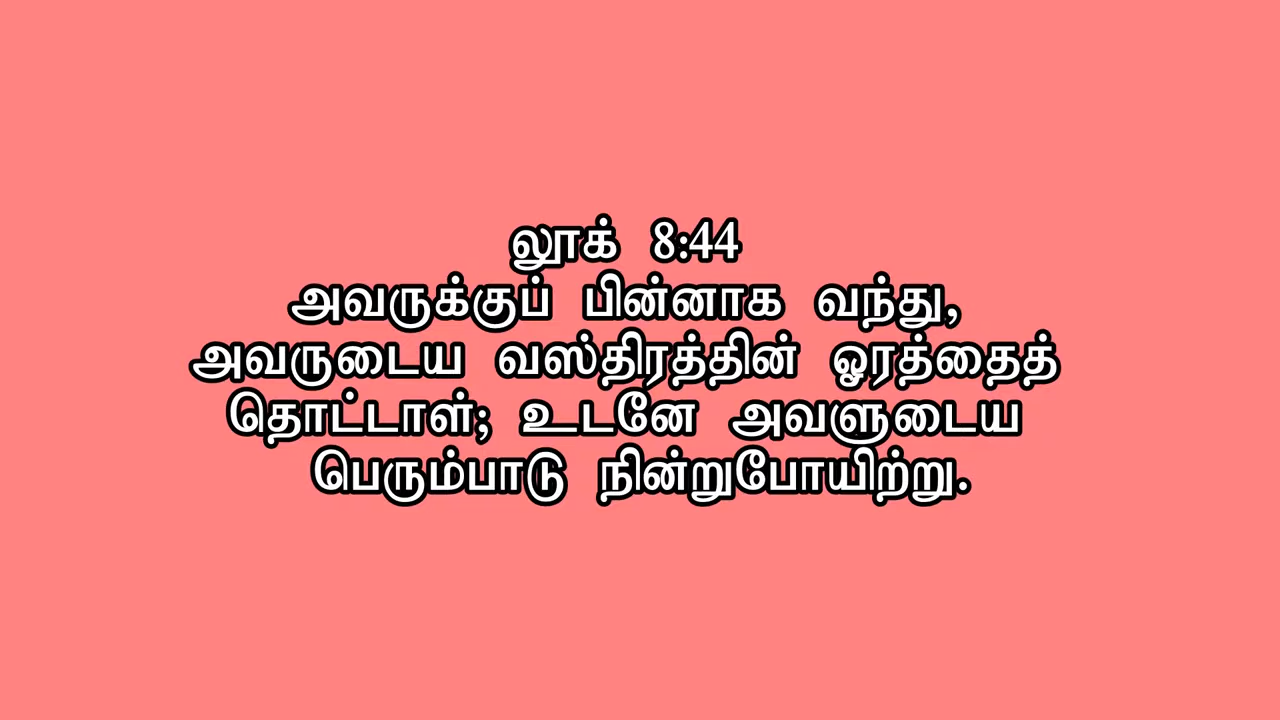 லூக் 8:44
அவருக்குப் பின்னாக வந்து,
அவருடைய வஸ்திரத்தின் ஓரத்தைத்
தொட்டாள்; உடனே அவளுடைய
பெரும்பாடு நின்றுபோயிற்று.